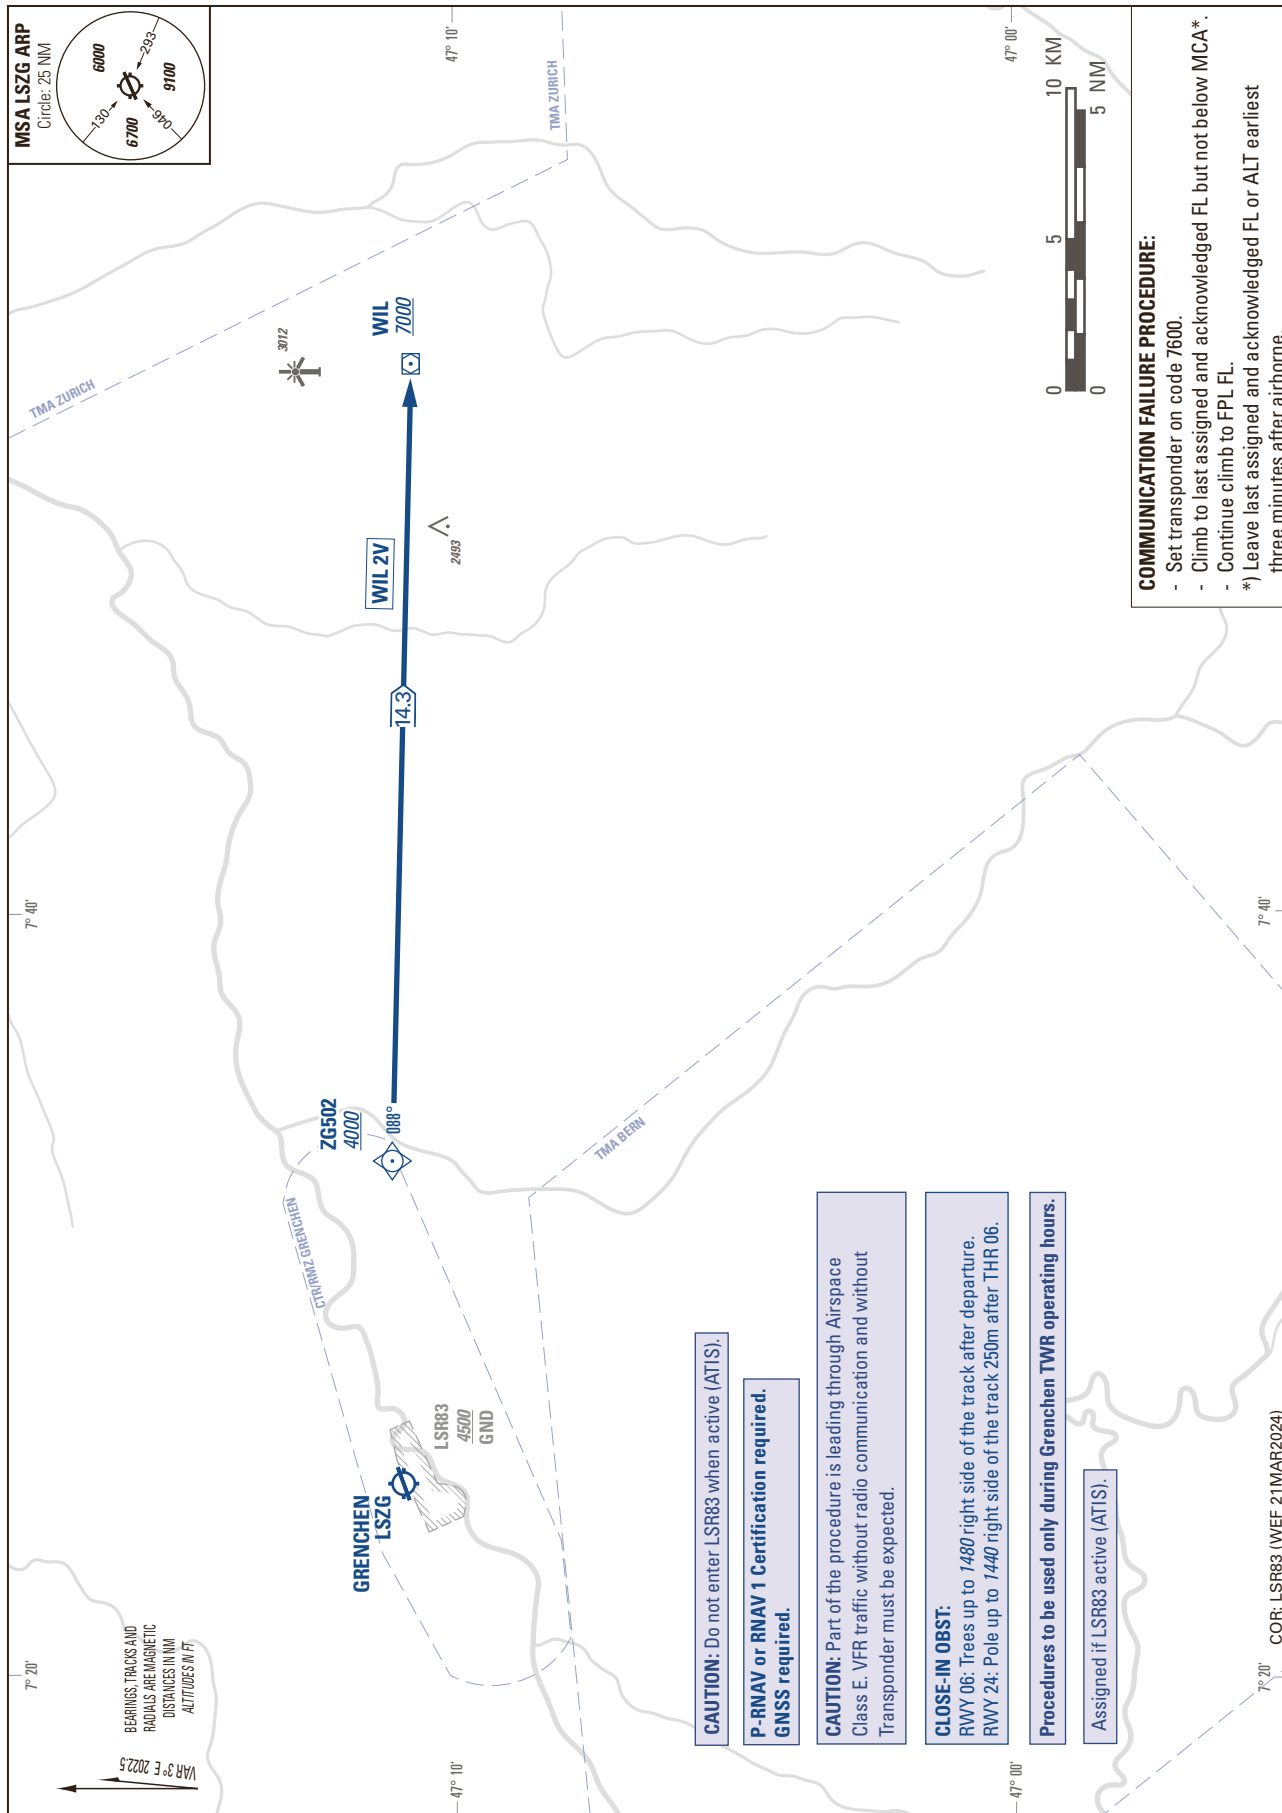 MSA LSZG ARP
Circle: 25 NM
130
6000
293
6700
046
9100
BEARINGS, TRACKS AND
RADIALS ARE MAGNETIC
DISTANCES IN NM
ALTITUDES IN FT
VAR 3° E 2022.5
7° 20'
7° 40'
47° 10'
47° 10'
47° 00'
47° 00'
7° 20'
7° 40'
TMA ZURICH
TMA ZURICH
3012
WIL
7000
WIL 2V
2493
14.3
088°
ZG502
4000
CTR/RMZ GRENCHEN
TMA BERN
GRENCHEN
LSZG
LSR83
4500
GND
0 5 10 KM
0 5 NM
CAUTION: Do not enter LSR83 when active (ATIS).
P-RNAV or RNAV 1 Certification required.
GNSS required.
CAUTION: Part of the procedure is leading through Airspace
Class E. VFR traffic without radio communication and without
Transponder must be expected.
CLOSE-IN OBST:
RWY 06: Trees up to 1480 right side of the track after departure.
RWY 24: Pole up to 1440 right side of the track 250m after THR 06.
Procedures to be used only during Grenchen TWR operating hours.
Assigned if LSR83 active (ATIS).
COMMUNICATION FAILURE PROCEDURE:
- Set transponder on code 7600.
- Climb to last assigned and acknowledged FL but not below MCA*.
- Continue climb to FPL FL.
*) Leave last assigned and acknowledged FL or ALT earliest
three minutes after airborne.
COR: LSR83 (WEF 21MAR2024)